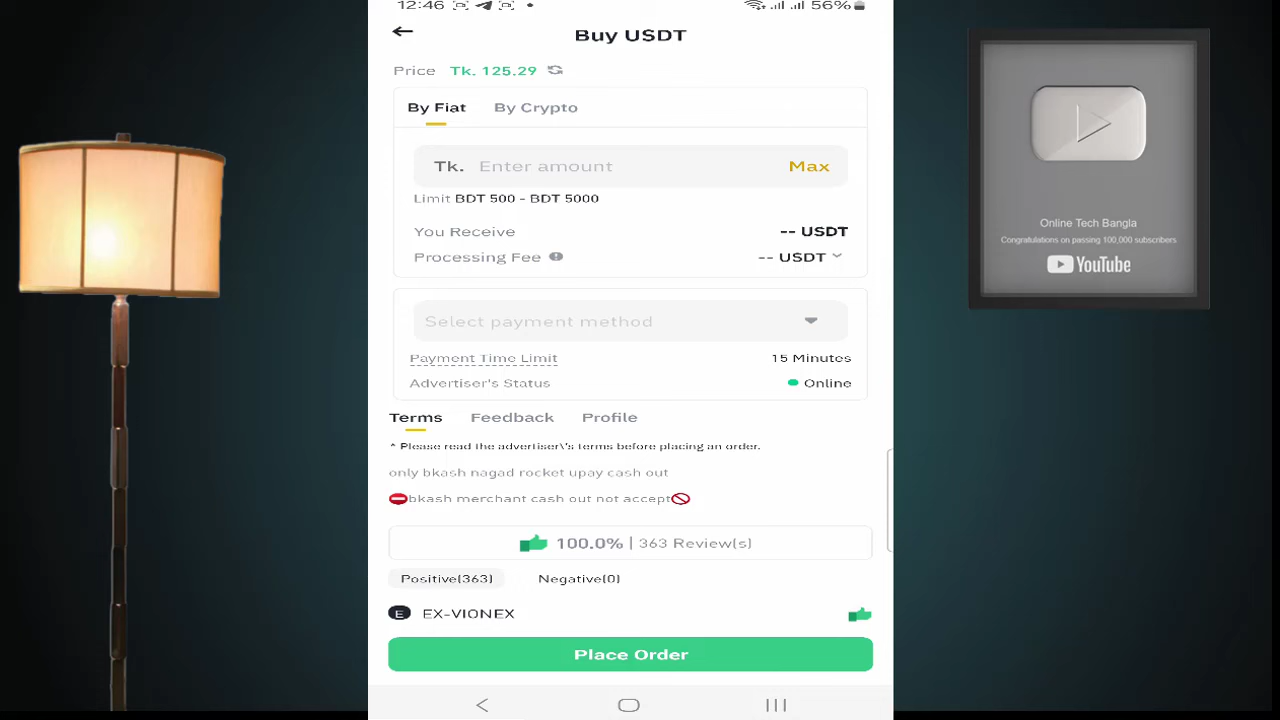 12:46
56%
Buy USDT
Price Tk. 125.29
By Fiat By Crypto
Tk. Enter amount Max
Limit BDT 500 - BDT 5000
You Receive -- USDT
Processing Fee -- USDT
Select payment method
Payment Time Limit 15 Minutes
Advertiser's Status Online
Terms Feedback Profile
* Please read the advertiser\'s terms before placing an order.
only bkash nagad rocket upay cash out
⛔bkash merchant cash out not accept🚫
100.0% | 363 Review(s)
Positive(363) Negative(0)
E EX-VIONEX
Place Order
Online Tech Bangla
Congratulations on passing 100,000 subscribers
YouTube